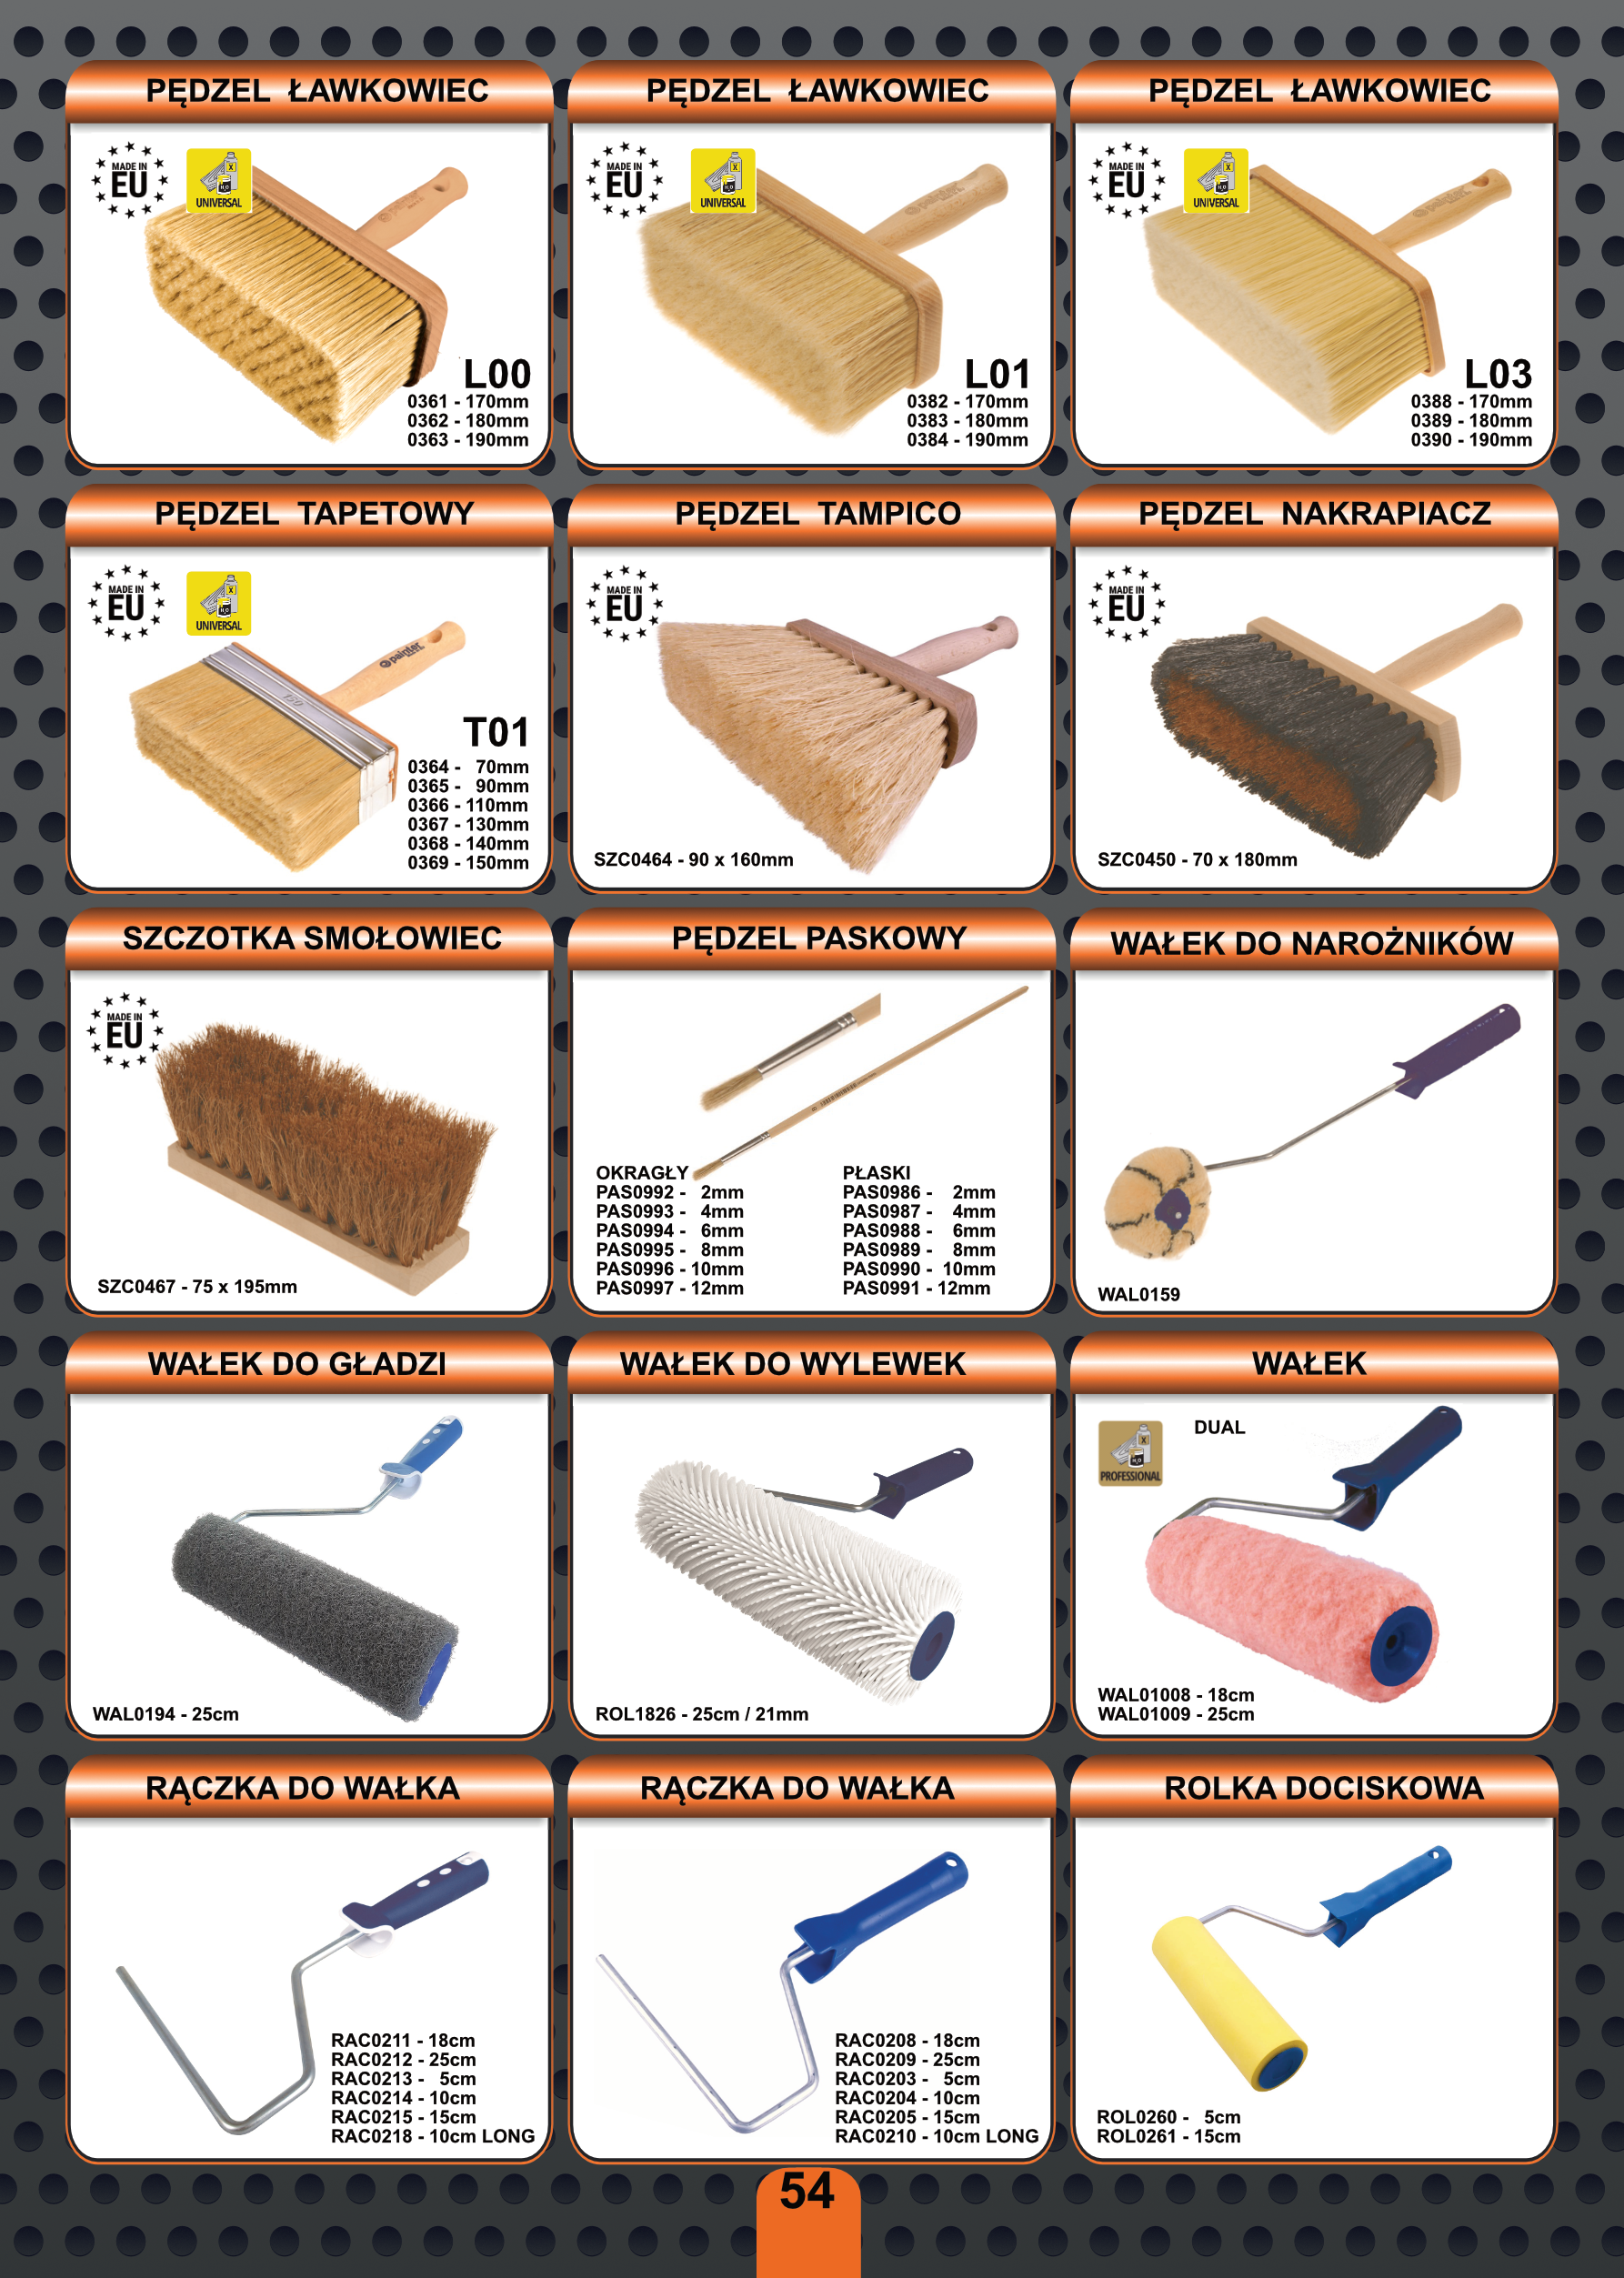 PĘDZEL ŁAWKOWIEC
MADE IN
EU
UNIVERSAL
L00
0361 - 170mm
0362 - 180mm
0363 - 190mm
PĘDZEL ŁAWKOWIEC
MADE IN
EU
UNIVERSAL
L01
0382 - 170mm
0383 - 180mm
0384 - 190mm
PĘDZEL ŁAWKOWIEC
MADE IN
EU
UNIVERSAL
L03
0388 - 170mm
0389 - 180mm
0390 - 190mm
PĘDZEL TAPETOWY
MADE IN
EU
UNIVERSAL
painter
T01
0364 - 70mm
0365 - 90mm
0366 - 110mm
0367 - 130mm
0368 - 140mm
0369 - 150mm
PĘDZEL TAMPICO
MADE IN
EU
SZC0464 - 90 x 160mm
PĘDZEL NAKRAPIACZ
MADE IN
EU
SZC0450 - 70 x 180mm
SZCZOTKA SMOŁOWIEC
MADE IN
EU
SZC0467 - 75 x 195mm
PĘDZEL PASKOWY
OKRAGŁY
PAS0992 - 2mm
PAS0993 - 4mm
PAS0994 - 6mm
PAS0995 - 8mm
PAS0996 - 10mm
PAS0997 - 12mm
PŁASKI
PAS0986 - 2mm
PAS0987 - 4mm
PAS0988 - 6mm
PAS0989 - 8mm
PAS0990 - 10mm
PAS0991 - 12mm
WAŁEK DO NAROŻNIKÓW
WAL0159
WAŁEK DO GŁADZI
WAL0194 - 25cm
WAŁEK DO WYLEWEK
ROL1826 - 25cm / 21mm
WAŁEK
PROFESSIONAL
DUAL
WAL01008 - 18cm
WAL01009 - 25cm
RĄCZKA DO WAŁKA
RAC0211 - 18cm
RAC0212 - 25cm
RAC0213 - 5cm
RAC0214 - 10cm
RAC0215 - 15cm
RAC0218 - 10cm LONG
RĄCZKA DO WAŁKA
RAC0208 - 18cm
RAC0209 - 25cm
RAC0203 - 5cm
RAC0204 - 10cm
RAC0205 - 15cm
RAC0210 - 10cm LONG
ROLKA DOCISKOWA
ROL0260 - 5cm
ROL0261 - 15cm
54